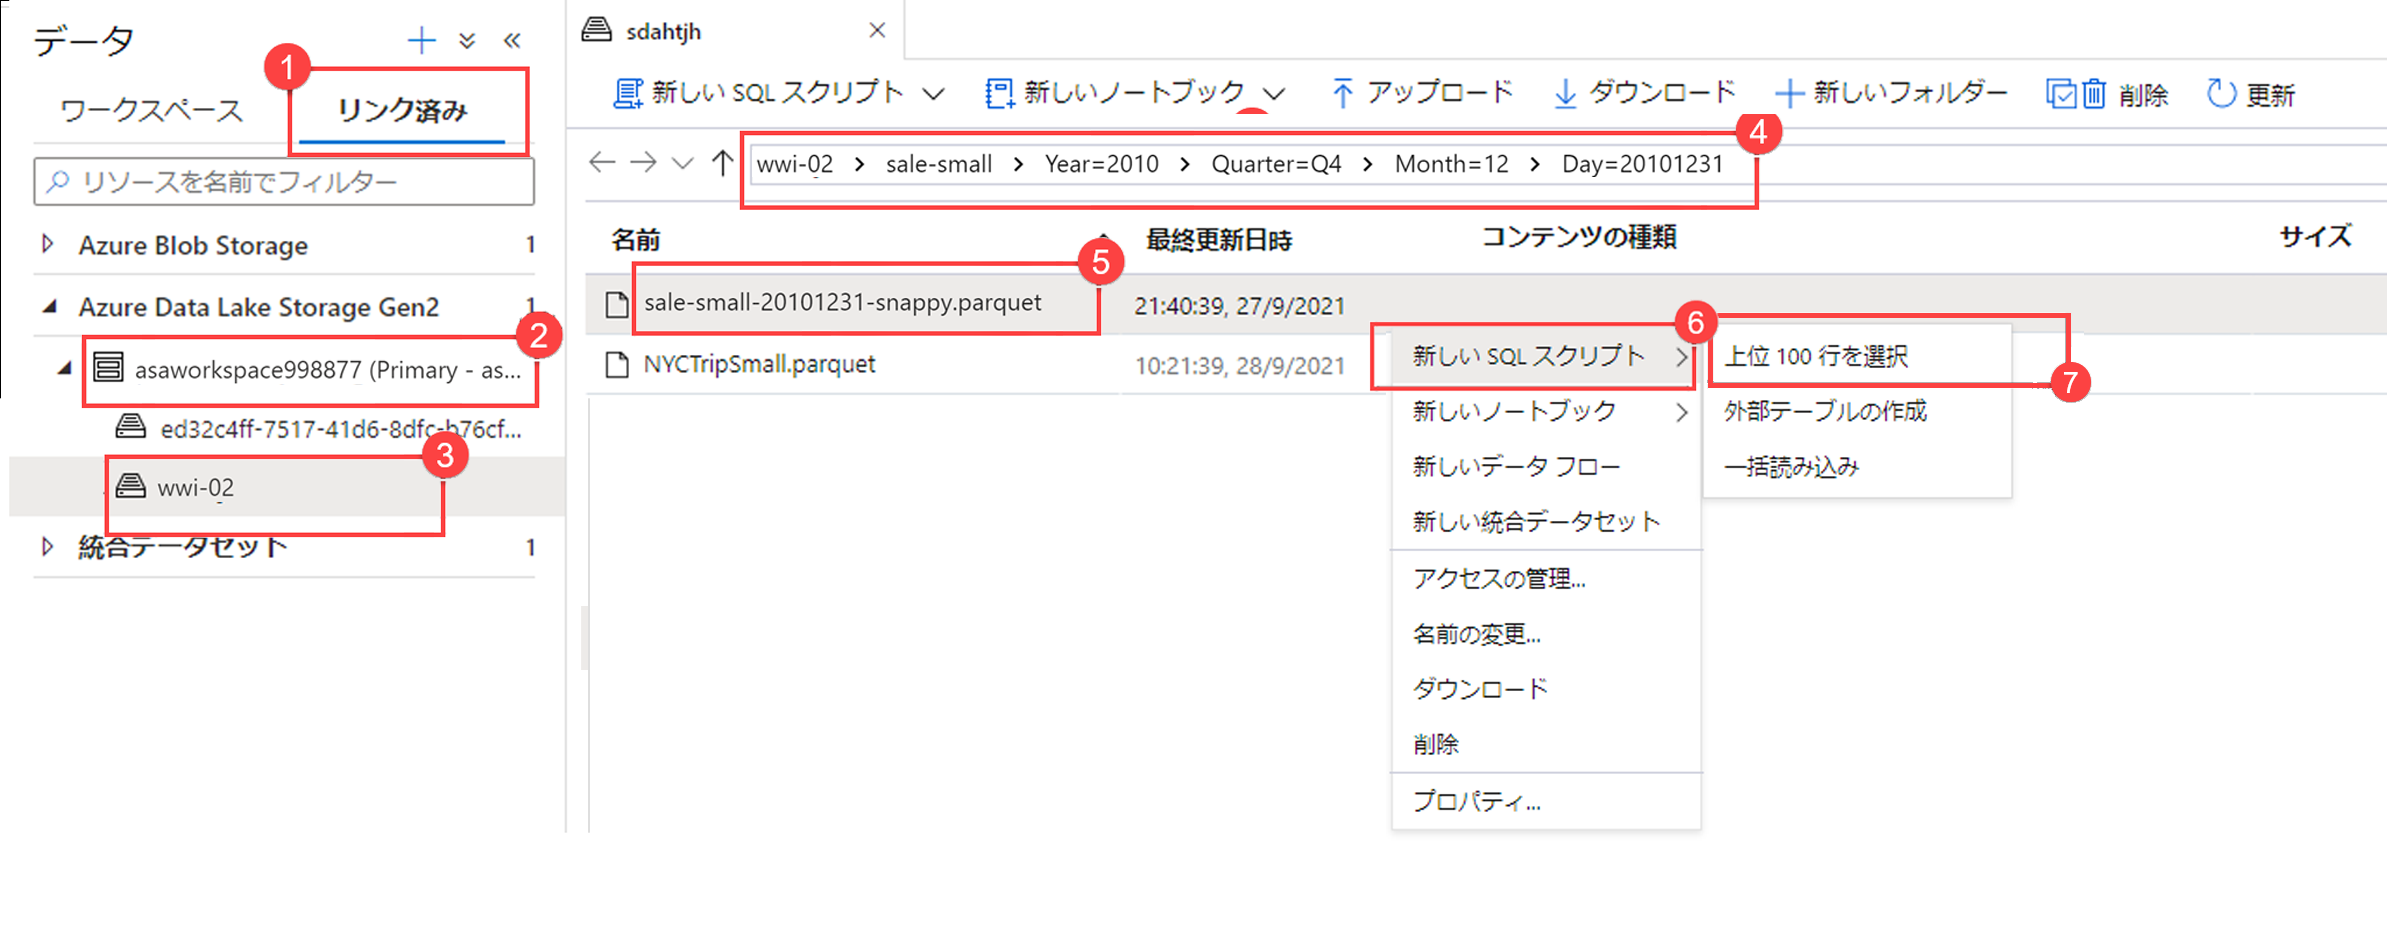 データ
1
ワークスペース
リンク済み
リソースを名前でフィルター
Azure Blob Storage 1
Azure Data Lake Storage Gen2 1
2
asaworkspace998877 (Primary - as...
ed32c4ff-7517-41d6-8dfc-b76cf...
3
wwi-02
統合データセット 1
sdahtjh
新しい SQL スクリプト
新しいノートブック
アップロード
ダウンロード
新しいフォルダー
削除
更新
4
wwi-02 > sale-small > Year=2010 > Quarter=Q4 > Month=12 > Day=20101231
名前 最終更新日時 コンテンツの種類 サイズ
5
sale-small-20101231-snappy.parquet 21:40:39, 27/9/2021
NYCTripSmall.parquet 10:21:39, 28/9/2021
6
新しい SQL スクリプト >
新しいノートブック >
新しいデータ フロー
新しい統合データセット
アクセスの管理...
名前の変更...
ダウンロード
削除
プロパティ...
上位 100 行を選択
7
外部テーブルの作成
一括読み込み